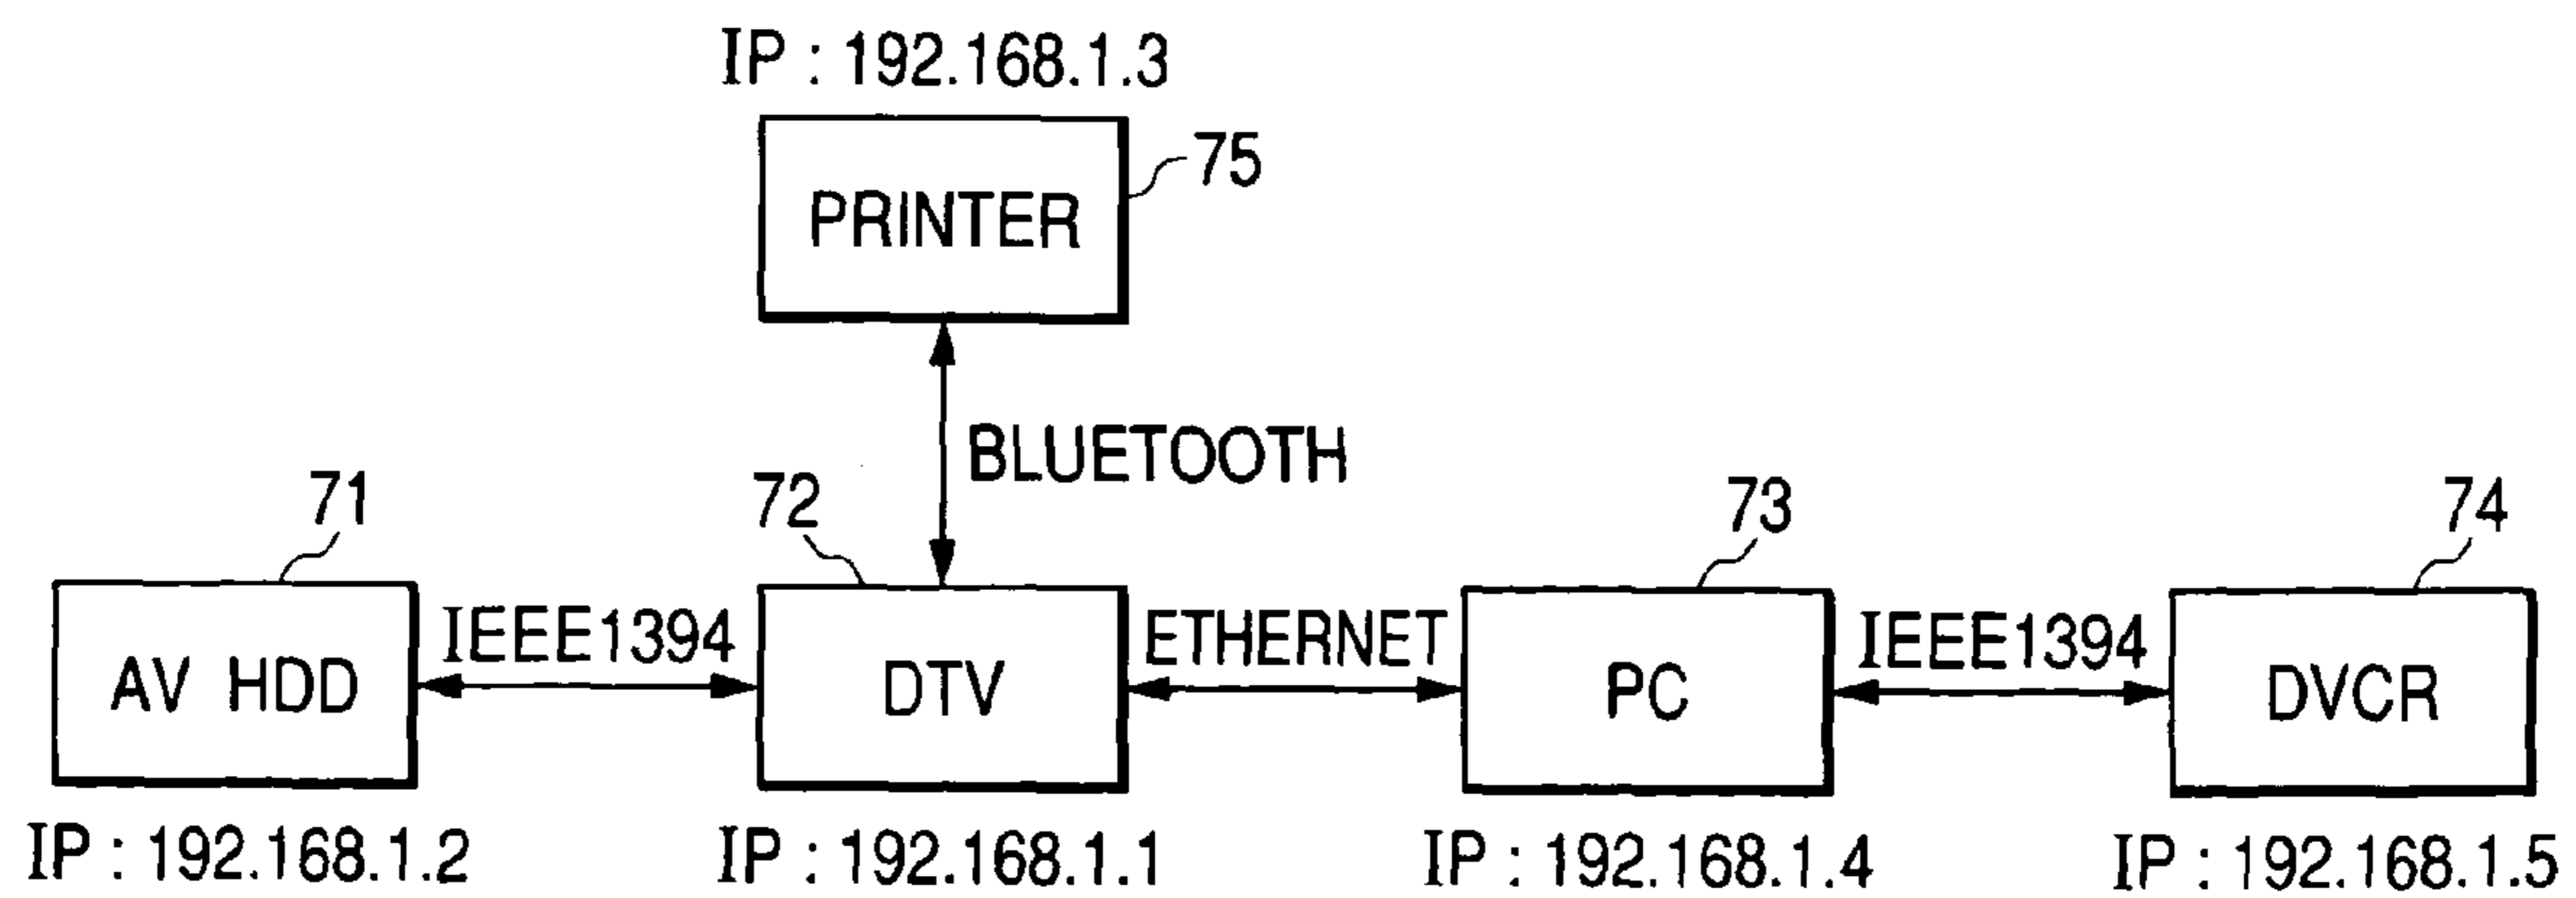 IP : 192.168.1.3
75
PRINTER
BLUETOOTH
71
72
73
74
IEEE1394
ETHERNET
IEEE1394
AV HDD
DTV
PC
DVCR
IP : 192.168.1.2
IP : 192.168.1.1
IP : 192.168.1.4
IP : 192.168.1.5